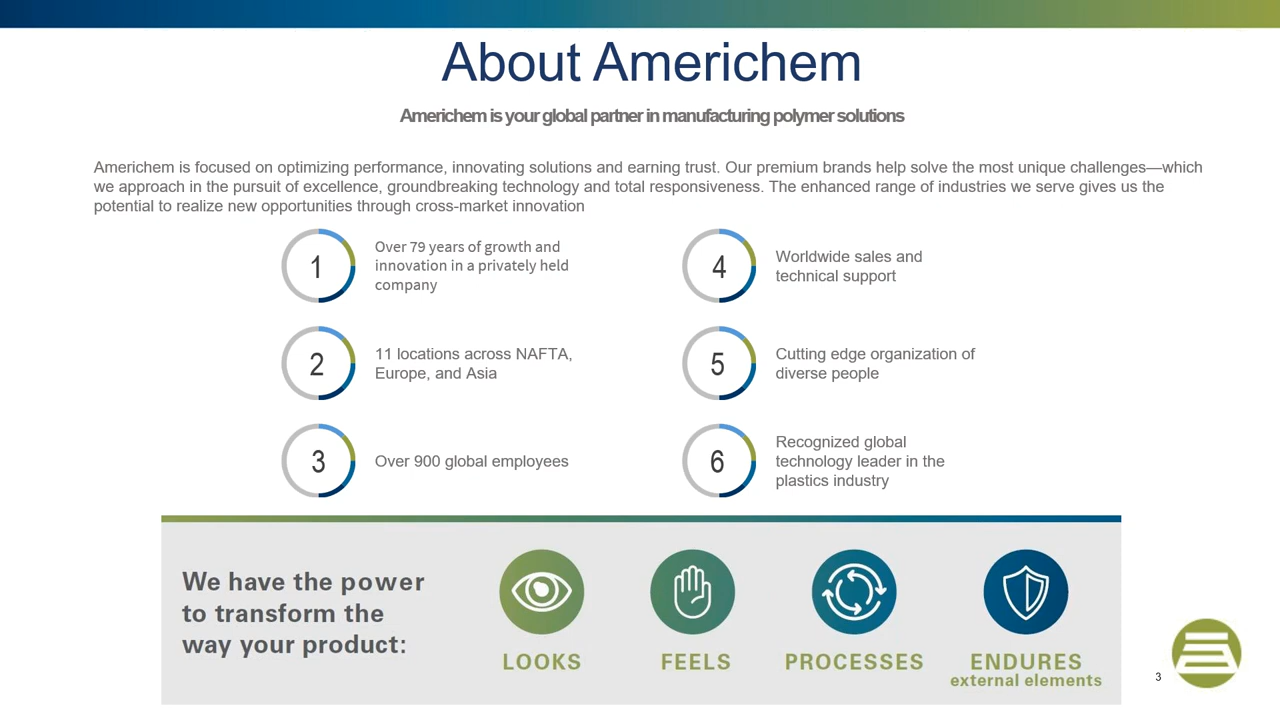 About Americhem
Americhem is your global partner in manufacturing polymer solutions
Americhem is focused on optimizing performance, innovating solutions and earning trust. Our premium brands help solve the most unique challenges—which
we approach in the pursuit of excellence, groundbreaking technology and total responsiveness. The enhanced range of industries we serve gives us the
potential to realize new opportunities through cross-market innovation
1
Over 79 years of growth and
innovation in a privately held
company
2
11 locations across NAFTA,
Europe, and Asia
3
Over 900 global employees
4
Worldwide sales and
technical support
5
Cutting edge organization of
diverse people
6
Recognized global
technology leader in the
plastics industry
We have the power
to transform the
way your product:
LOOKS
FEELS
PROCESSES
ENDURES
external elements
3